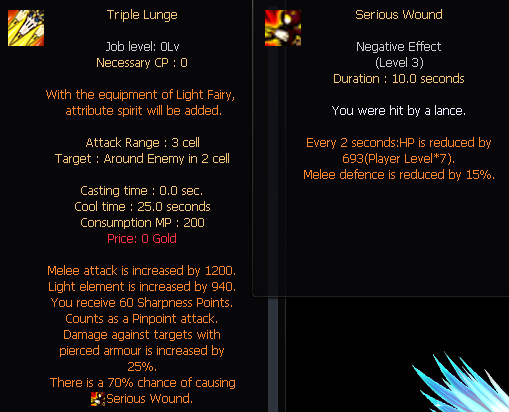 Triple Lunge
Job level: 0Lv
Necessary CP : 0
With the equipment of Light Fairy,
attribute spirit will be added.
Attack Range : 3 cell
Target : Around Enemy in 2 cell
Casting time : 0.0 sec.
Cool time : 25.0 seconds
Consumption MP : 200
Price: 0 Gold
Melee attack is increased by 1200.
Light element is increased by 940.
You receive 60 Sharpness Points.
Counts as a Pinpoint attack.
Damage against targets with
pierced armour is increased by
25%.
There is a 70% chance of causing
Serious Wound.
Serious Wound
Negative Effect
(Level 3)
Duration : 10.0 seconds
You were hit by a lance.
Every 2 seconds:HP is reduced by
693(Player Level*7).
Melee defence is reduced by 15%.